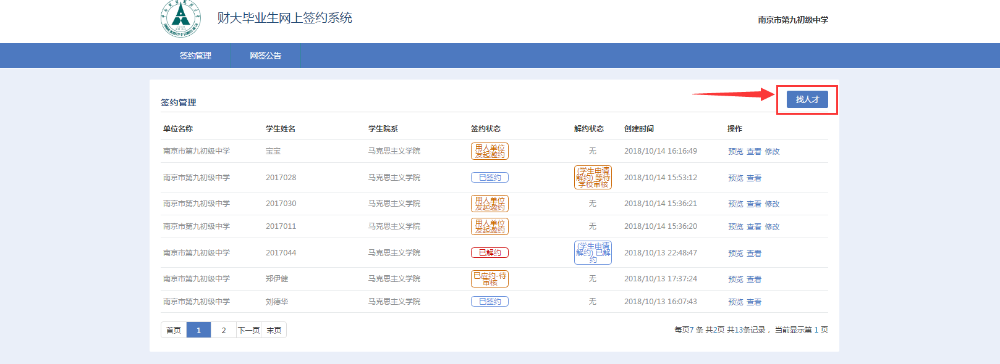 财大毕业生网上签约系统
南京市第九初级中学
签约管理 网签公告
签约管理
找人才
单位名称 学生姓名 学生院系 签约状态 解约状态 创建时间 操作
南京市第九初级中学 宝宝 马克思主义学院 用人单位发起邀约 无 2018/10/14 16:16:49 预览 查看 修改
南京市第九初级中学 2017028 马克思主义学院 已签约 (学生申请解约) 等待学校审核 2018/10/14 15:53:12 预览 查看
南京市第九初级中学 2017030 马克思主义学院 用人单位发起邀约 无 2018/10/14 15:36:21 预览 查看 修改
南京市第九初级中学 2017011 马克思主义学院 用人单位发起邀约 无 2018/10/14 15:36:20 预览 查看 修改
南京市第九初级中学 2017044 马克思主义学院 已解约 (学生申请解约) 已解约 2018/10/13 22:48:47 预览 查看
南京市第九初级中学 郑伊健 马克思主义学院 已应约-待审核 无 2018/10/13 17:37:24 预览 查看
南京市第九初级中学 刘德华 马克思主义学院 已签约 无 2018/10/13 16:07:43 预览 查看
首页 1 2 下一页 末页
每页7 条 共2页 共13条记录 ，当前显示第 1 页